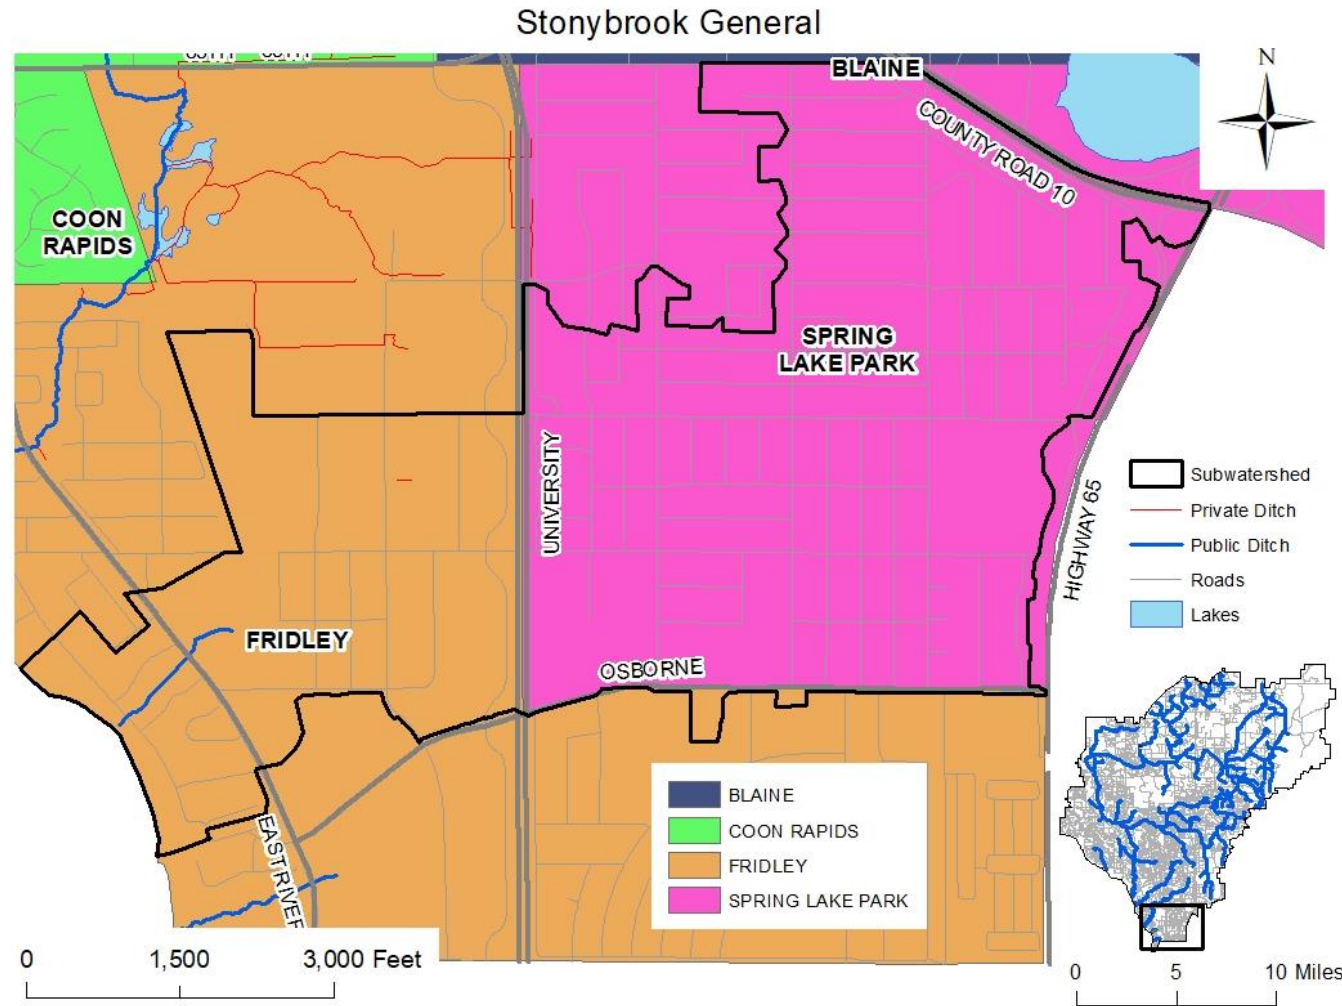 Stonybrook General
N
BLAINE
COUNTY ROAD 10
COON
RAPIDS
SPRING
LAKE PARK
UNIVERSITY
HIGHWAY 65
FRIDLEY
OSBORNE
EAST RIVER
Subwatershed
Private Ditch
Public Ditch
Roads
Lakes
BLAINE
COON RAPIDS
FRIDLEY
SPRING LAKE PARK
0 1,500 3,000 Feet
0 5 10 Miles